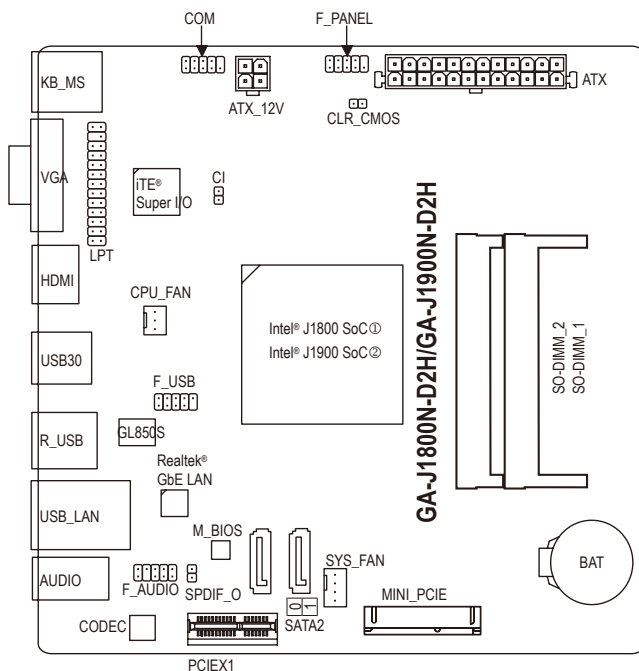 COM
F_PANEL
KB_MS
ATX_12V
ATX
CLR_CMOS
VGA
iTE®
Super I/O
CI
LPT
HDMI
CPU_FAN
Intel® J1800 SoC①
Intel® J1900 SoC②
GA-J1800N-D2H/GA-J1900N-D2H
SO-DIMM_2
SO-DIMM_1
USB30
F_USB
R_USB
GL850S
Realtek®
GbE LAN
USB_LAN
M_BIOS
SYS_FAN
BAT
AUDIO
F_AUDIO
SPDIF_O
0
1
SATA2
MINI_PCIE
CODEC
PCIEX1